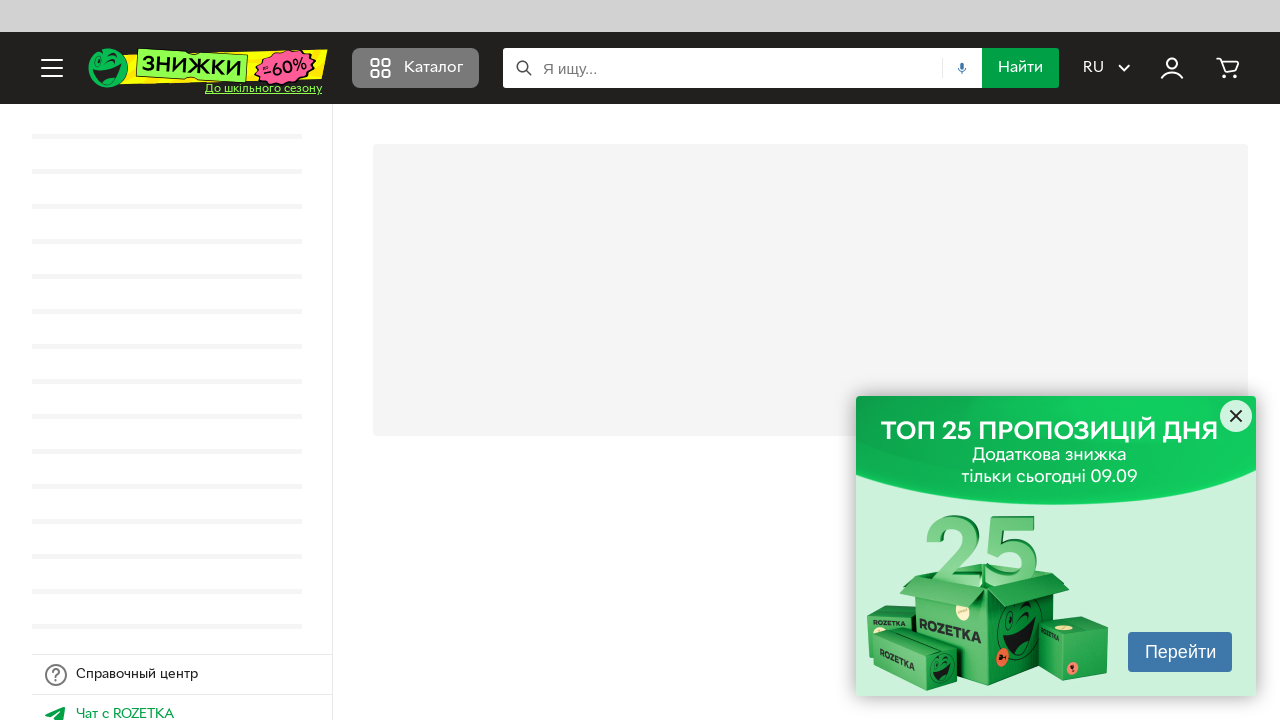 ЗНИЖКИ
до
-60%
До шкільного сезону
Каталог
Я ищу...
Найти
RU
ТОП 25 ПРОПОЗИЦІЙ ДНЯ
Додаткова знижка
тільки сьогодні 09.09
25
ROZETKA
ROZETKA
ROZETKA
ROZETKA
Перейти
Справочный центр
Чат с ROZETKA